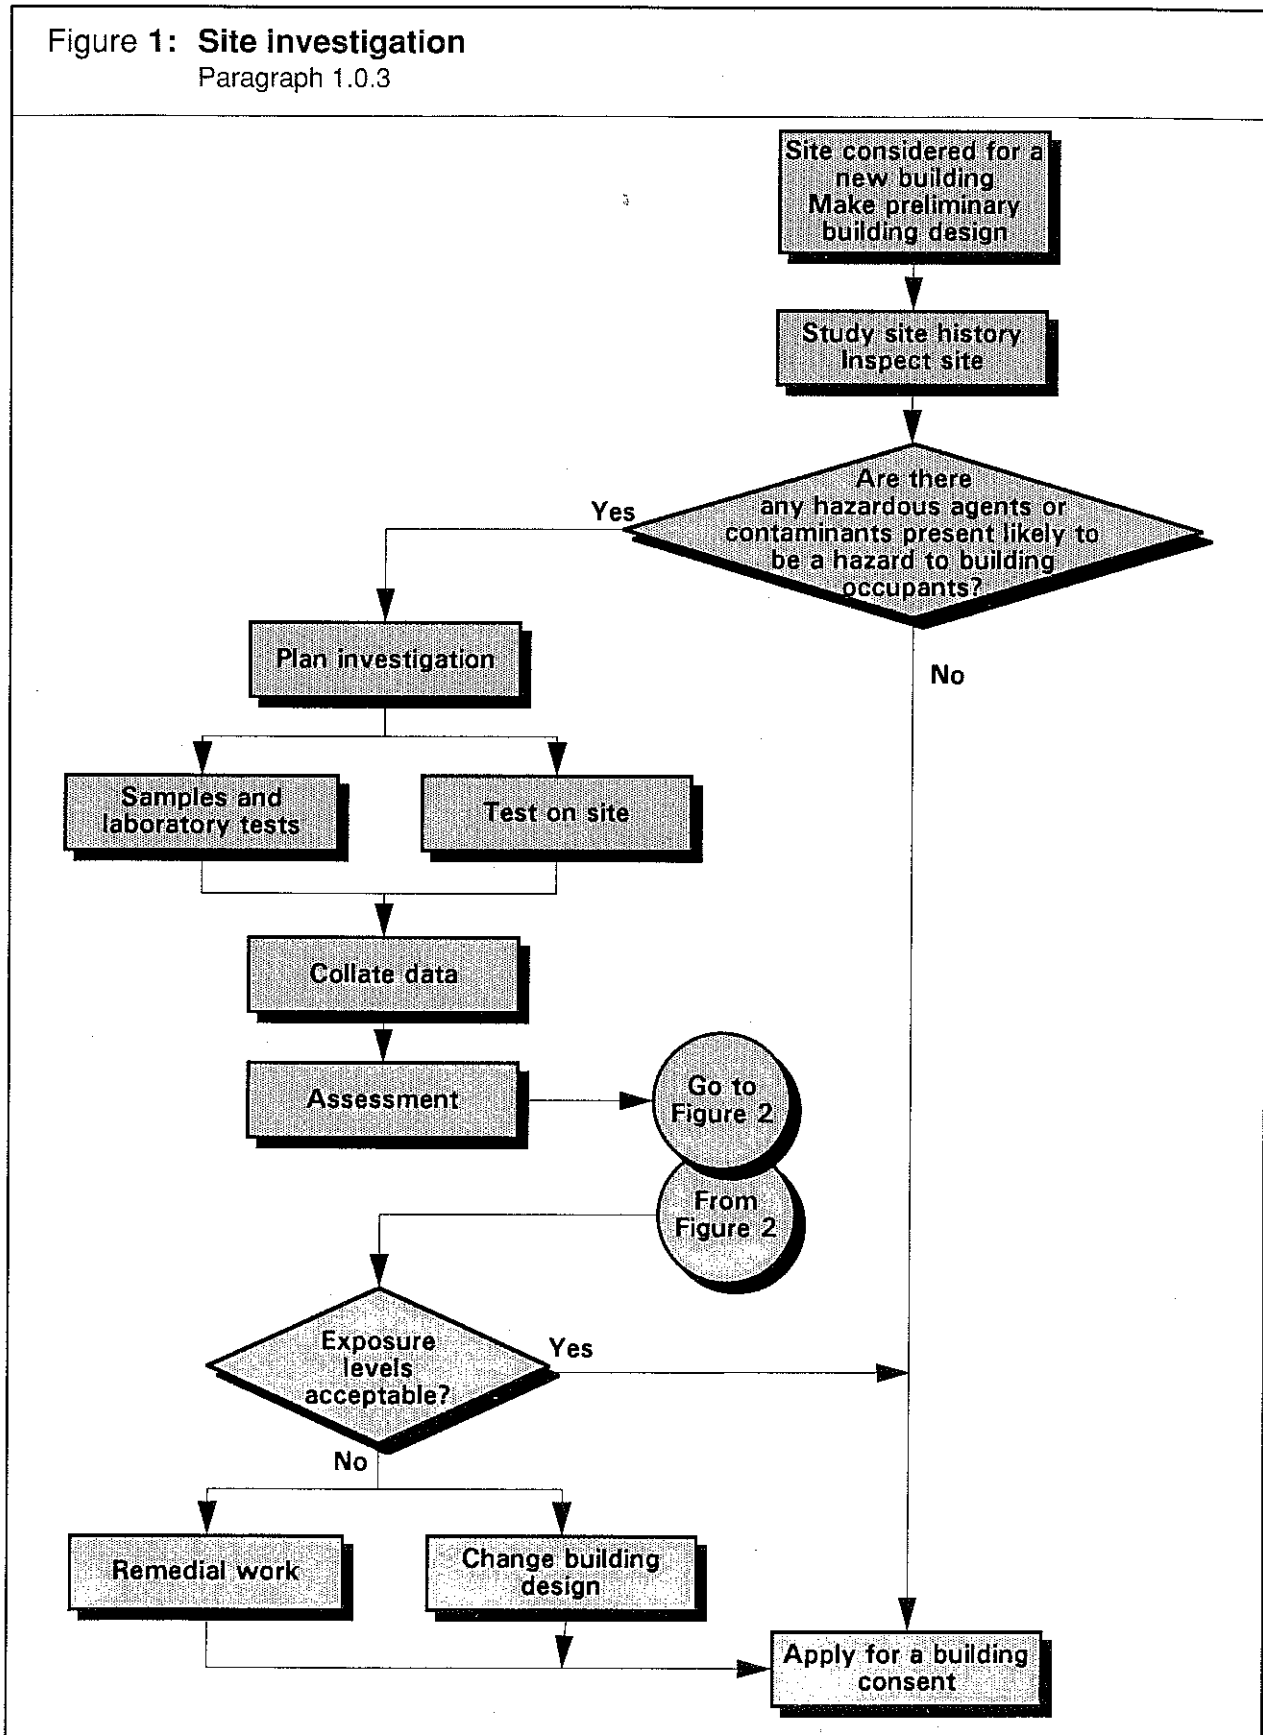 Figure 1: Site investigation
Paragraph 1.0.3
Site considered for a
new building
Make preliminary
building design
Study site history
Inspect site
Are there
any hazardous agents or
contaminants present likely to
be a hazard to building
occupants?
Yes
No
Plan investigation
Samples and
laboratory tests
Test on site
Collate data
Assessment
Go to
Figure 2
From
Figure 2
Exposure
levels
acceptable?
Yes
No
Remedial work
Change building
design
Apply for a building
consent